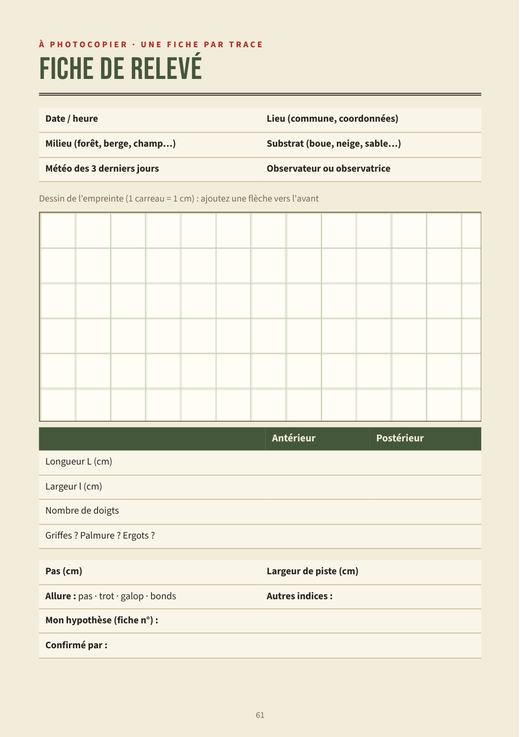 À PHOTOCOPIER · UNE FICHE PAR TRACE
FICHE DE RELEVÉ
Date / heure Lieu (commune, coordonnées)
Milieu (forêt, berge, champ…) Substrat (boue, neige, sable…)
Météo des 3 derniers jours Observateur ou observatrice
Dessin de l'empreinte (1 carreau = 1 cm) : ajoutez une flèche vers l'avant
Antérieur Postérieur
Longueur L (cm)
Largeur l (cm)
Nombre de doigts
Griffes ? Palmure ? Ergots ?
Pas (cm) Largeur de piste (cm)
Allure : pas · trot · galop · bonds Autres indices :
Mon hypothèse (fiche n°) :
Confirmé par :
61